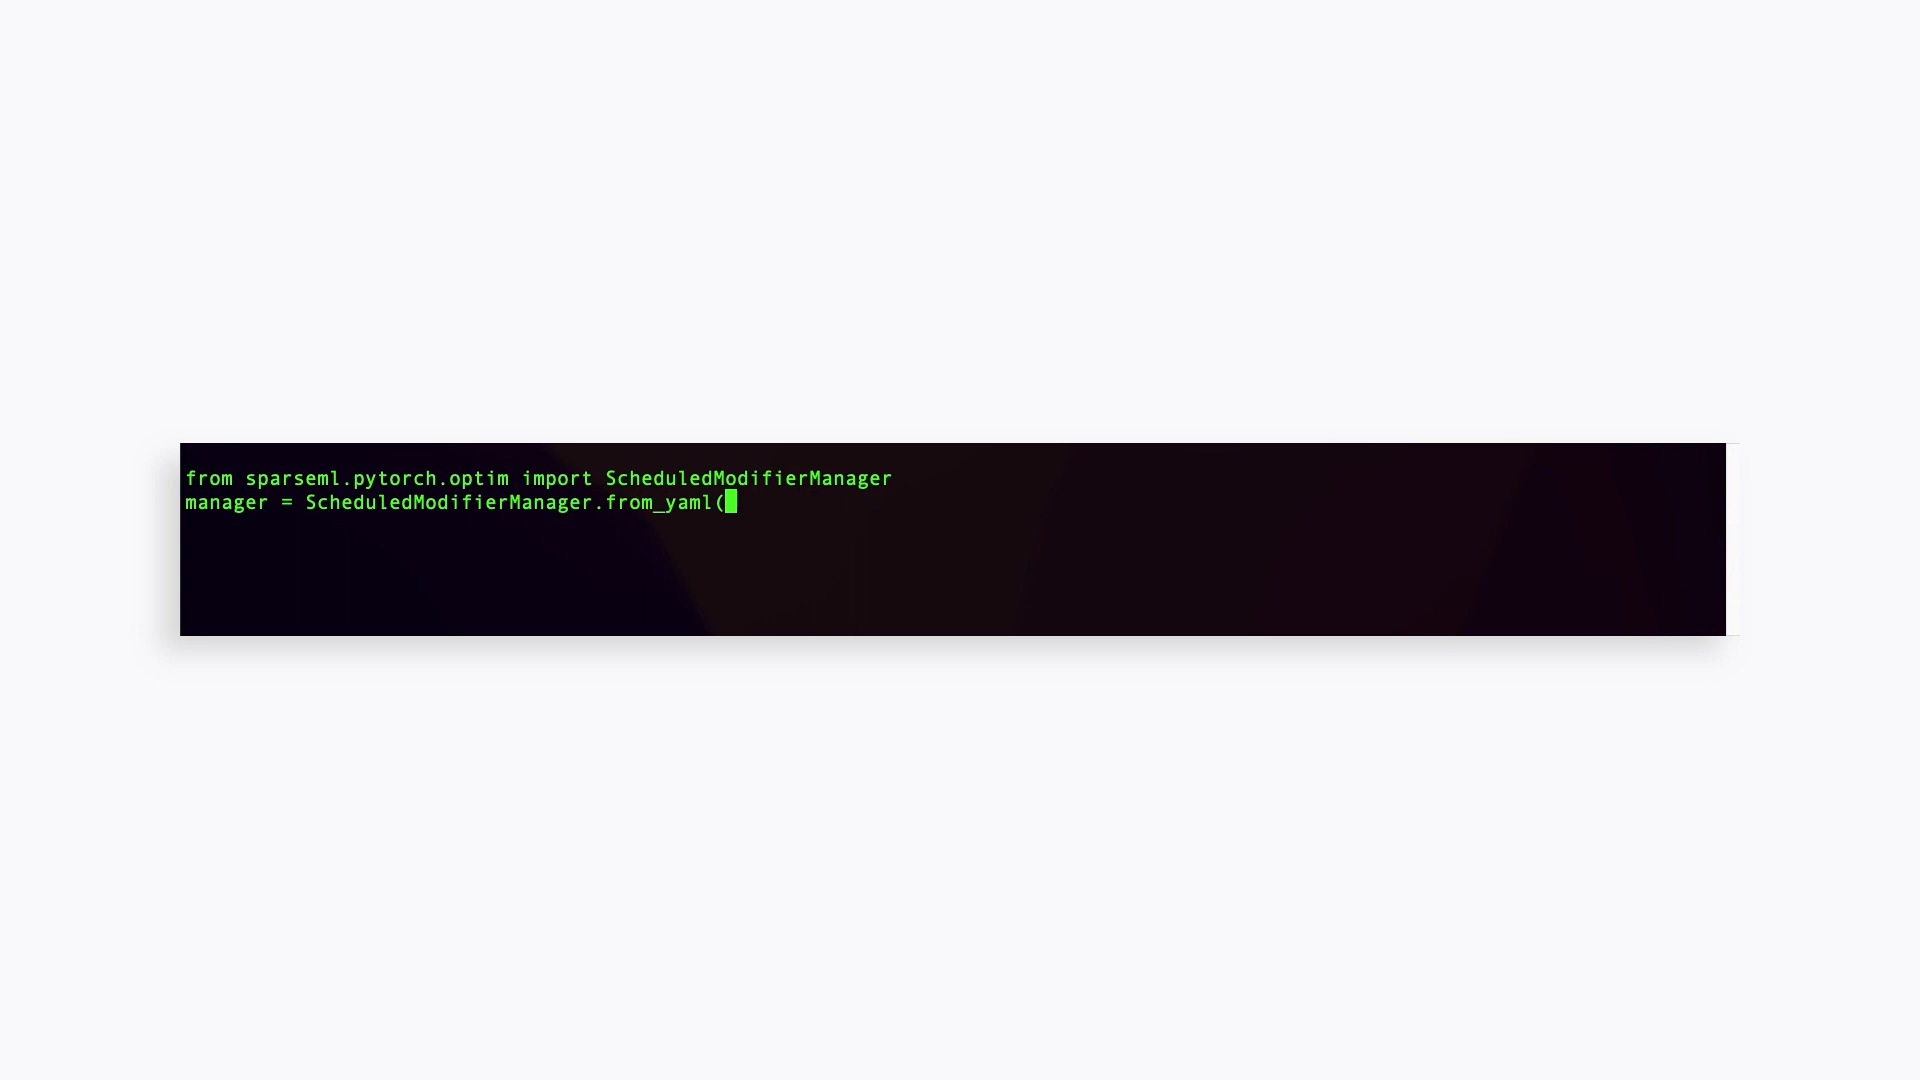 from sparseml.pytorch.optim import ScheduledModifierManager
manager = ScheduledModifierManager.from_yaml(